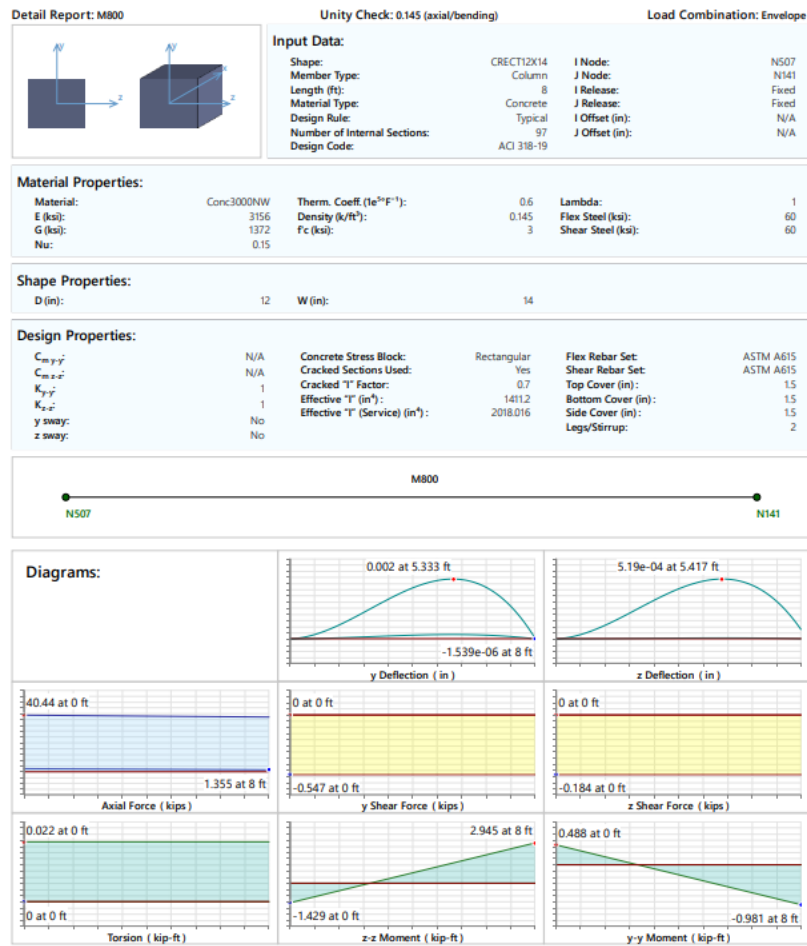 Detail Report: M800 Unity Check: 0.145 (axial/bending) Load Combination: Envelope
y
z
y
x
z
Input Data:
Shape: CRECT12X14 I Node: N507
Member Type: Column J Node: N141
Length (ft): 8 I Release: Fixed
Material Type: Concrete J Release: Fixed
Design Rule: Typical I Offset (in): N/A
Number of Internal Sections: 97 J Offset (in): N/A
Design Code: ACI 318-19
Material Properties:
Material: Conc3000NW Therm. Coeff. (1e⁵°F⁻¹): 0.6 Lambda: 1
E (ksi): 3156 Density (k/ft³): 0.145 Flex Steel (ksi): 60
G (ksi): 1372 f'c (ksi): 3 Shear Steel (ksi): 60
Nu: 0.15
Shape Properties:
D (in): 12 W (in): 14
Design Properties:
C m y-y: N/A Concrete Stress Block: Rectangular Flex Rebar Set: ASTM A615
C m z-z: N/A Cracked Sections Used: Yes Shear Rebar Set: ASTM A615
K y-y: 1 Cracked "I" Factor: 0.7 Top Cover (in): 1.5
K z-z: 1 Effective "I" (in⁴): 1411.2 Bottom Cover (in): 1.5
y sway: No Effective "I" (Service) (in⁴): 2018.016 Side Cover (in): 1.5
z sway: No Legs/Stirrup: 2
M800
N507 N141
Diagrams:
0.002 at 5.333 ft
-1.539e-06 at 8 ft
y Deflection ( in )
5.19e-04 at 5.417 ft
z Deflection ( in )
40.44 at 0 ft
1.355 at 8 ft
Axial Force ( kips )
0 at 0 ft
-0.547 at 0 ft
y Shear Force ( kips )
0 at 0 ft
-0.184 at 0 ft
z Shear Force ( kips )
0.022 at 0 ft
0 at 0 ft
Torsion ( kip-ft )
2.945 at 8 ft
-1.429 at 0 ft
z-z Moment ( kip-ft )
0.488 at 0 ft
-0.981 at 8 ft
y-y Moment ( kip-ft )